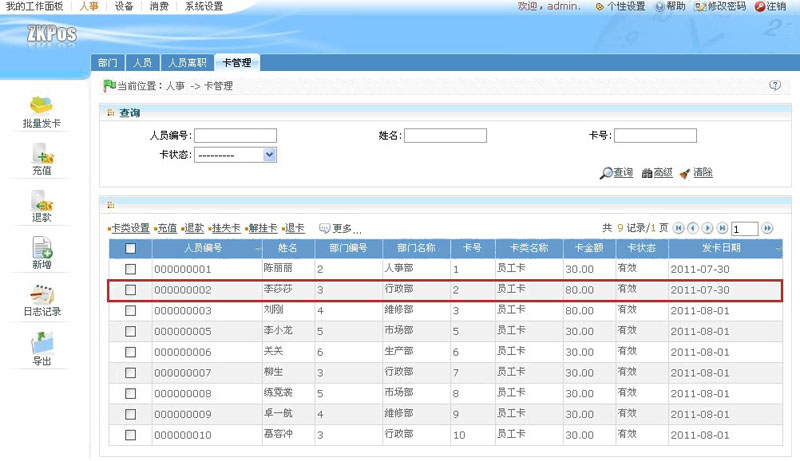 我的工作面板 人事 设备 消费 系统设置 欢迎, admin. 个性设置 帮助 修改密码 注销
ZKPos
部门 人员 人员离职 卡管理
当前位置：人事 -> 卡管理
查询
人员编号: 姓名: 卡号:
卡状态: ---------
查询 高级 清除
批量发卡
充值
退款
新增
日志记录
导出
卡类设置 充值 退款 挂失卡 解挂卡 退卡 更多... 共 9 记录/1 页 1
人员编号 姓名 部门编号 部门名称 卡号 卡类名称 卡金额 卡状态 发卡日期
000000001 陈丽丽 2 人事部 1 员工卡 30.00 有效 2011-07-30
000000002 李莎莎 3 行政部 2 员工卡 80.00 有效 2011-07-30
000000003 刘刚 4 维修部 3 员工卡 80.00 有效 2011-08-01
000000005 李小龙 5 市场部 5 员工卡 30.00 有效 2011-08-01
000000006 关关 6 生产部 6 员工卡 30.00 有效 2011-08-01
000000007 柳生 3 行政部 7 员工卡 30.00 有效 2011-08-01
000000008 练霓裳 5 市场部 8 员工卡 30.00 有效 2011-08-01
000000009 卓一航 4 维修部 9 员工卡 30.00 有效 2011-08-01
000000010 慕容冲 3 行政部 10 员工卡 30.00 有效 2011-08-01